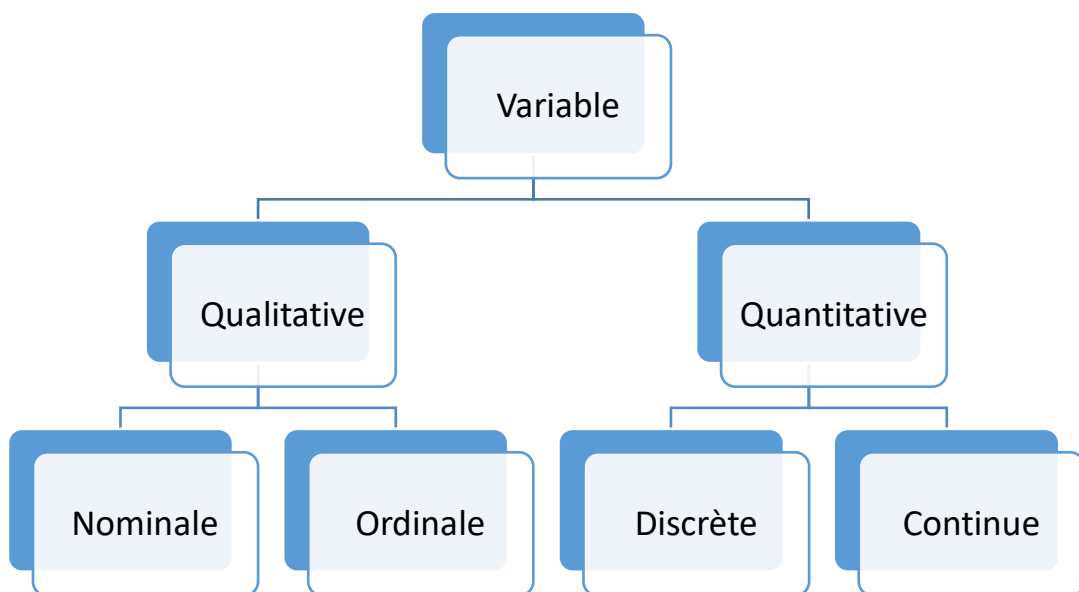 Variable
Qualitative
Quantitative
Nominale
Ordinale
Discrète
Continue